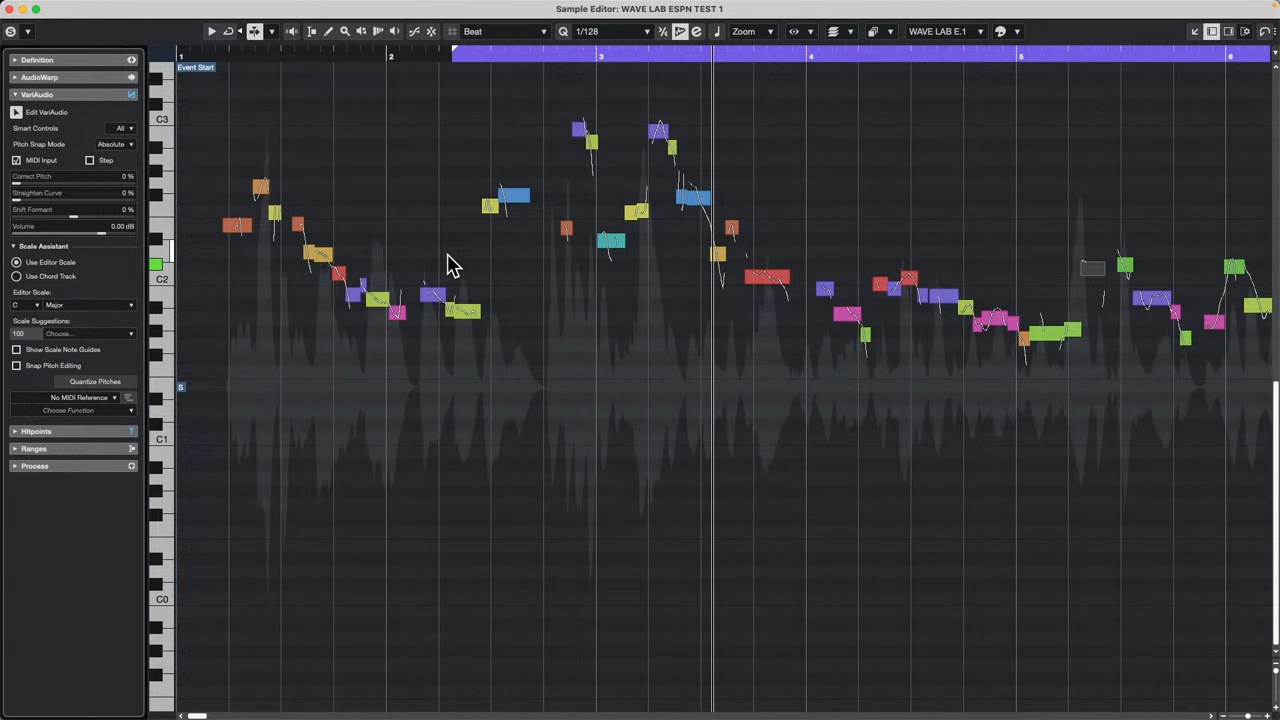 Sample Editor: WAVE LAB ESPN TEST 1
S
Beat
Q 1/128
Zoom
WAVE LAB E.1
Definition
AudioWarp
VariAudio
Edit VariAudio
Smart Controls All
Pitch Snap Mode Absolute
MIDI Input Step
Correct Pitch 0 %
Straighten Curve 0 %
Shift Formant 0 %
Volume 0.00 dB
Scale Assistant
Use Editor Scale
Use Chord Track
Editor Scale:
C Major
Scale Suggestions:
100 Choose...
Show Scale Note Guides
Snap Pitch Editing
Quantize Pitches
No MIDI Reference
Choose Function
Hitpoints
Ranges
Process
1 2 3 4 5 6
Event Start
C3
C2
S
C1
C0